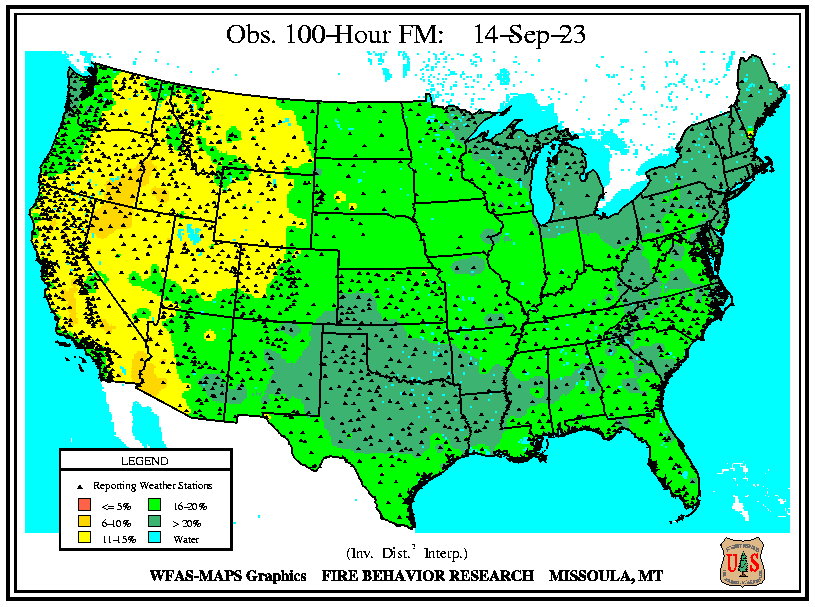 Obs. 100-Hour FM: 14-Sep-23
LEGEND
Reporting Weather Stations
<= 5% 16-20%
6-10% > 20%
11-15% Water
(Inv. Dist.² Interp.)
WFAS-MAPS Graphics FIRE BEHAVIOR RESEARCH MISSOULA, MT
U S